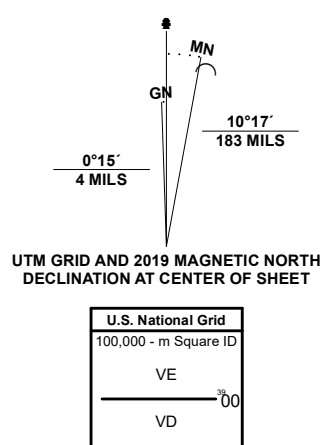 MN
GN
10°17´
183 MILS
0°15´
4 MILS
UTM GRID AND 2019 MAGNETIC NORTH
DECLINATION AT CENTER OF SHEET
U.S. National Grid
100,000 - m Square ID
VE
39 00
VD